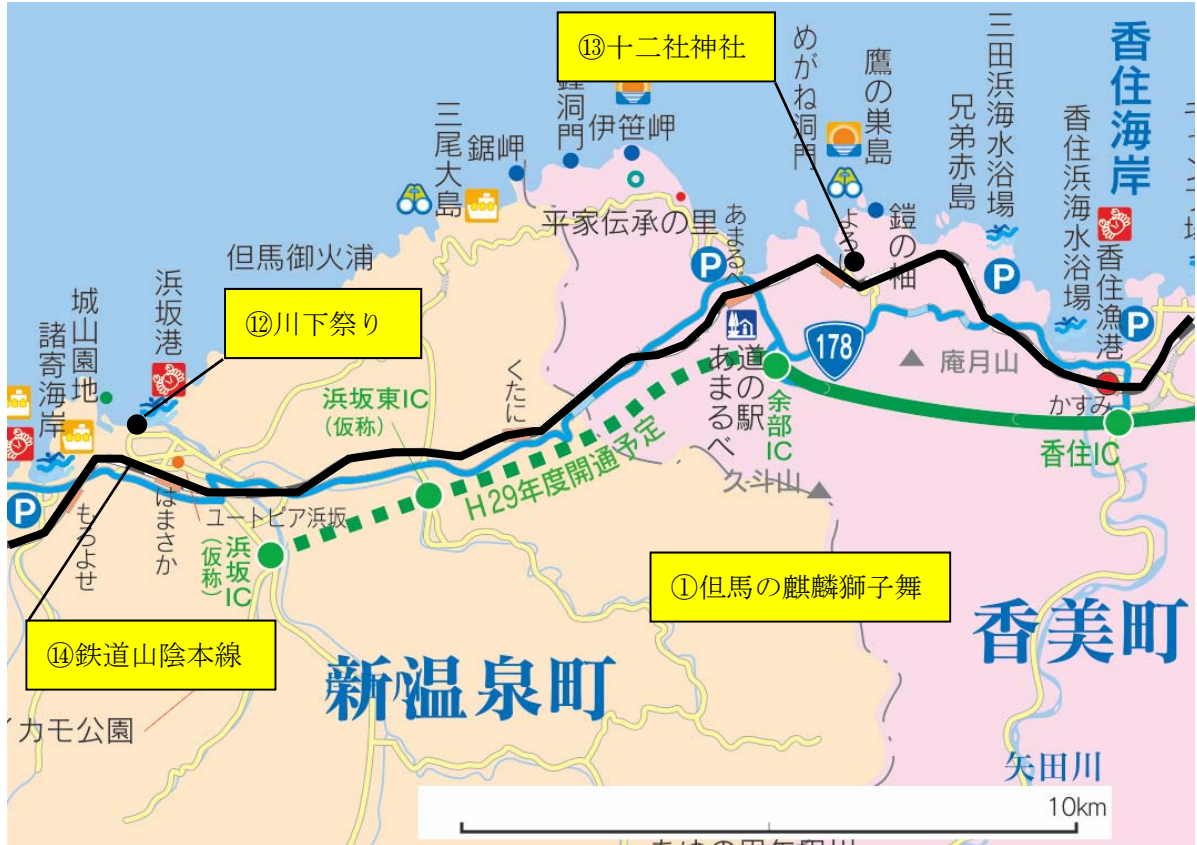 ⑬十二社神社
香住海岸
三田浜海水浴場
兄弟赤島
鷹の巣島
めがね洞門
鎧の袖
香住浜海水浴場
香住漁港
伊笹岬
洞門
鋸岬
三尾大島
平家伝承の里
あまるべ
P
P
P
P
但馬御火浦
⑫川下祭り
浜坂港
城山園地
諸寄海岸
178
庵月山
かすみ
道の駅
あまるべ
余部IC
香住IC
久斗山
くたに
浜坂東IC
(仮称)
H29年度開通予定
はまさか
もろよせ
ユートピア浜坂
浜坂IC
(仮称)
①但馬の麒麟獅子舞
⑭鉄道山陰本線
新温泉町
香美町
カモ公園
矢田川
10km